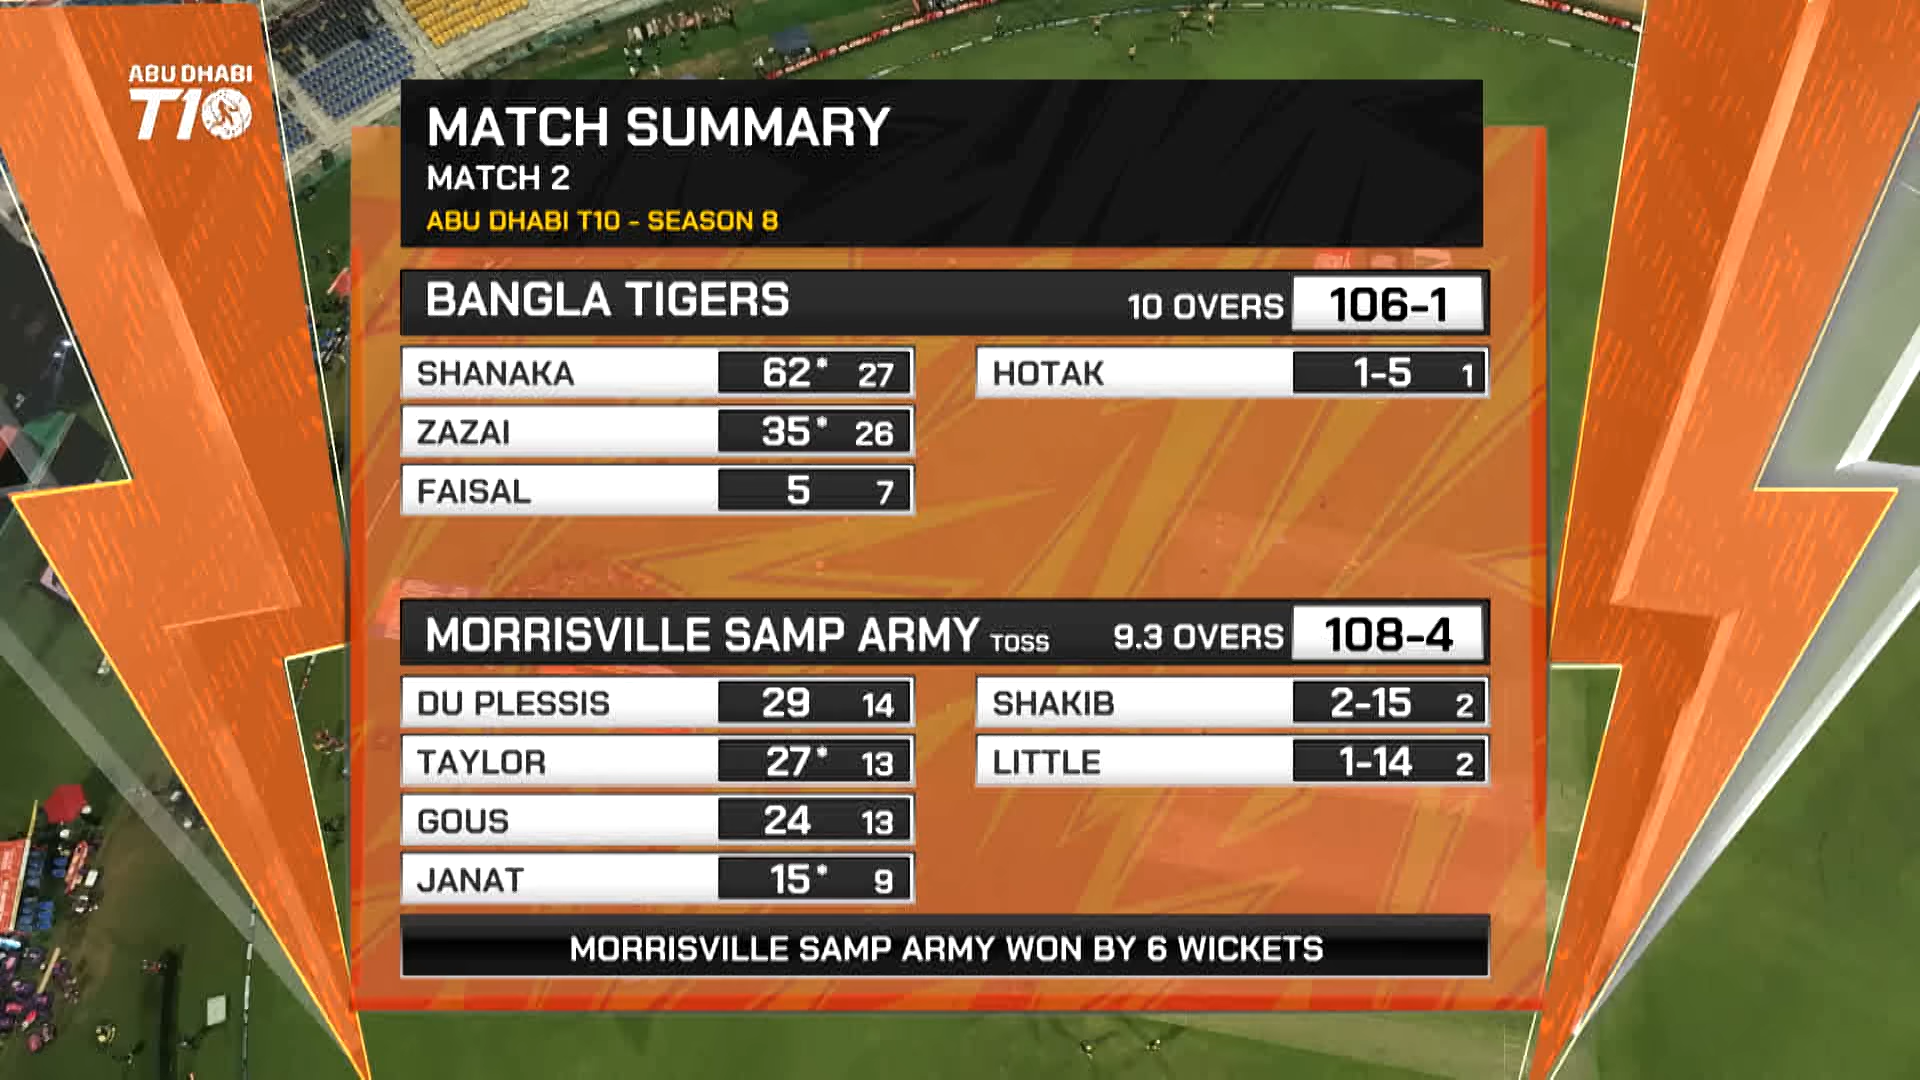 ABU DHABI
T10
MATCH SUMMARY
MATCH 2
ABU DHABI T10 - SEASON 8
BANGLA TIGERS 10 OVERS 106-1
SHANAKA 62* 27 HOTAK 1-5 1
ZAZAI 35* 26
FAISAL 5 7
MORRISVILLE SAMP ARMY TOSS 9.3 OVERS 108-4
DU PLESSIS 29 14 SHAKIB 2-15 2
TAYLOR 27* 13 LITTLE 1-14 2
GOUS 24 13
JANAT 15* 9
MORRISVILLE SAMP ARMY WON BY 6 WICKETS